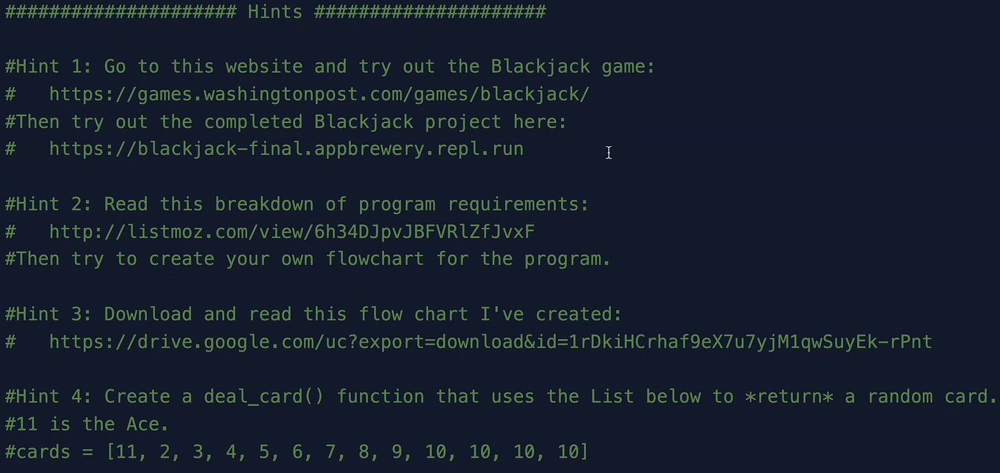 ##################### Hints #####################
#Hint 1: Go to this website and try out the Blackjack game:
#   https://games.washingtonpost.com/games/blackjack/
#Then try out the completed Blackjack project here:
#   https://blackjack-final.appbrewery.repl.run
#Hint 2: Read this breakdown of program requirements:
#   http://listmoz.com/view/6h34DJpvJBFVRlZfJvxF
#Then try to create your own flowchart for the program.
#Hint 3: Download and read this flow chart I've created:
#   https://drive.google.com/uc?export=download&id=1rDkiHCrhaf9eX7u7yjM1qwSuyEk-rPnt
#Hint 4: Create a deal_card() function that uses the List below to *return* a random card.
#11 is the Ace.
#cards = [11, 2, 3, 4, 5, 6, 7, 8, 9, 10, 10, 10, 10]